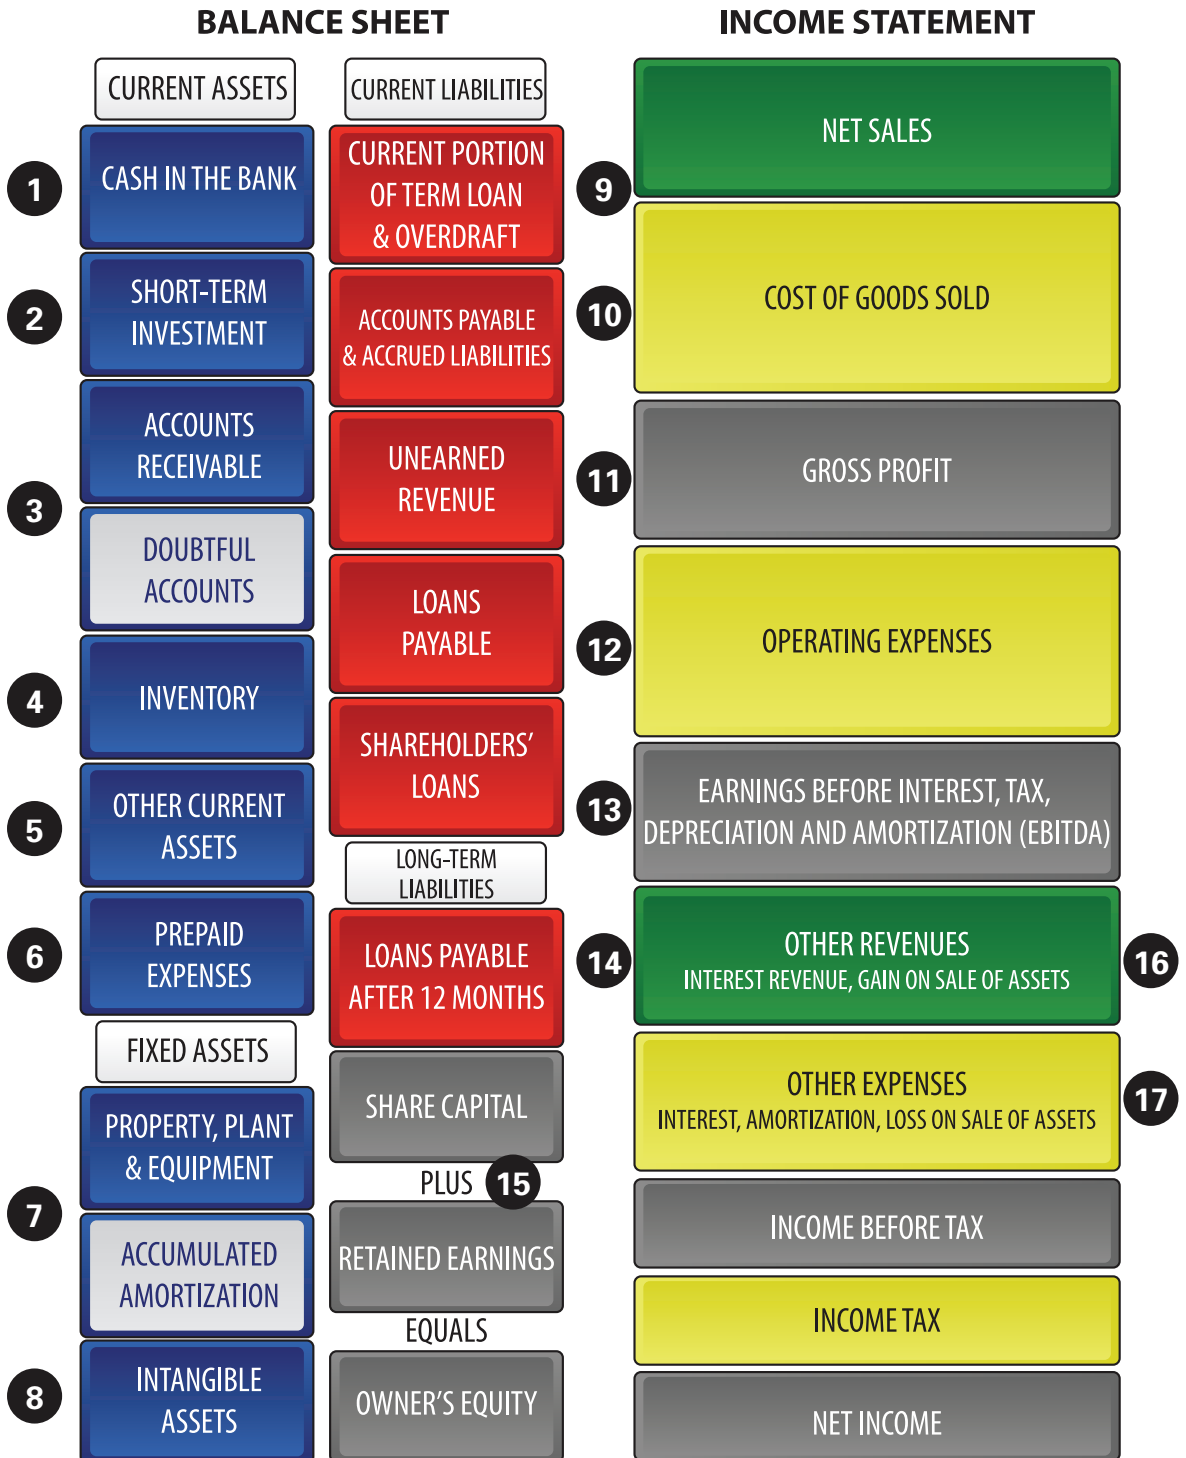 BALANCE SHEET
CURRENT ASSETS
1
CASH IN THE BANK
2
SHORT-TERM
INVESTMENT
3
ACCOUNTS
RECEIVABLE
DOUBTFUL
ACCOUNTS
4
INVENTORY
5
OTHER CURRENT
ASSETS
6
PREPAID
EXPENSES
FIXED ASSETS
7
PROPERTY, PLANT
& EQUIPMENT
ACCUMULATED
AMORTIZATION
8
INTANGIBLE
ASSETS
CURRENT LIABILITIES
9
CURRENT PORTION
OF TERM LOAN
& OVERDRAFT
10
ACCOUNTS PAYABLE
& ACCRUED LIABILITIES
11
UNEARNED
REVENUE
12
LOANS
PAYABLE
13
SHAREHOLDERS’
LOANS
LONG-TERM
LIABILITIES
14
LOANS PAYABLE
AFTER 12 MONTHS
SHARE CAPITAL
PLUS
15
RETAINED EARNINGS
EQUALS
OWNER’S EQUITY
INCOME STATEMENT
NET SALES
COST OF GOODS SOLD
GROSS PROFIT
OPERATING EXPENSES
EARNINGS BEFORE INTEREST, TAX,
DEPRECIATION AND AMORTIZATION (EBITDA)
OTHER REVENUES
INTEREST REVENUE, GAIN ON SALE OF ASSETS
16
OTHER EXPENSES
INTEREST, AMORTIZATION, LOSS ON SALE OF ASSETS
17
INCOME BEFORE TAX
INCOME TAX
NET INCOME